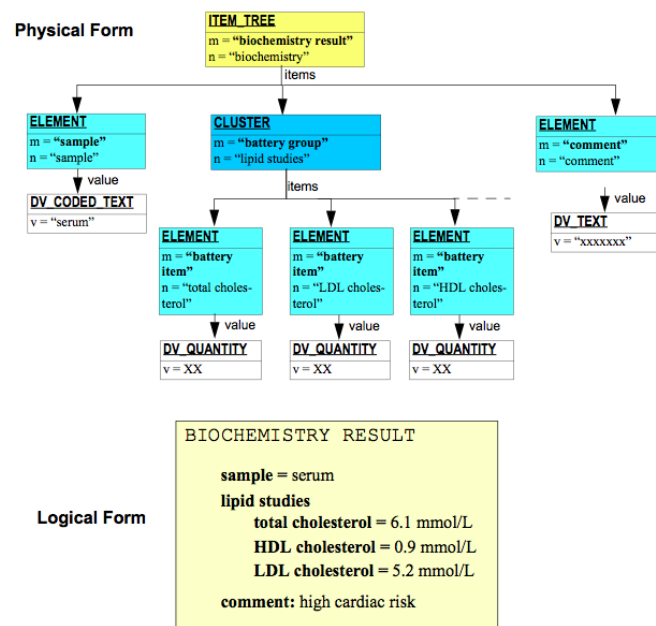 Physical Form
ITEM_TREE
m = “biochemistry result”
n = “biochemistry”
items
ELEMENT
m = “sample”
n = “sample”
value
DV_CODED_TEXT
v = “serum”
CLUSTER
m = “battery group”
n = “lipid studies”
items
ELEMENT
m = “comment”
n = “comment”
value
DV_TEXT
v = “xxxxxxx”
ELEMENT
m = “battery
item”
n = “total choles-
terol”
value
DV_QUANTITY
v = XX
ELEMENT
m = “battery
item”
n = “LDL choles-
terol”
value
DV_QUANTITY
v = XX
ELEMENT
m = “battery
item”
n = “HDL choles-
terol”
value
DV_QUANTITY
v = XX
Logical Form
BIOCHEMISTRY RESULT
sample = serum
lipid studies
total cholesterol = 6.1 mmol/L
HDL cholesterol = 0.9 mmol/L
LDL cholesterol = 5.2 mmol/L
comment: high cardiac risk